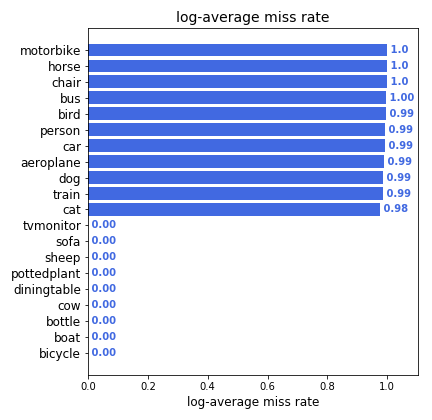 log-average miss rate
motorbike 1.0
horse 1.0
chair 1.0
bus 1.00
bird 0.99
person 0.99
car 0.99
aeroplane 0.99
dog 0.99
train 0.99
cat 0.98
tvmonitor 0.00
sofa 0.00
sheep 0.00
pottedplant 0.00
diningtable 0.00
cow 0.00
bottle 0.00
boat 0.00
bicycle 0.00
0.0 0.2 0.4 0.6 0.8 1.0
log-average miss rate